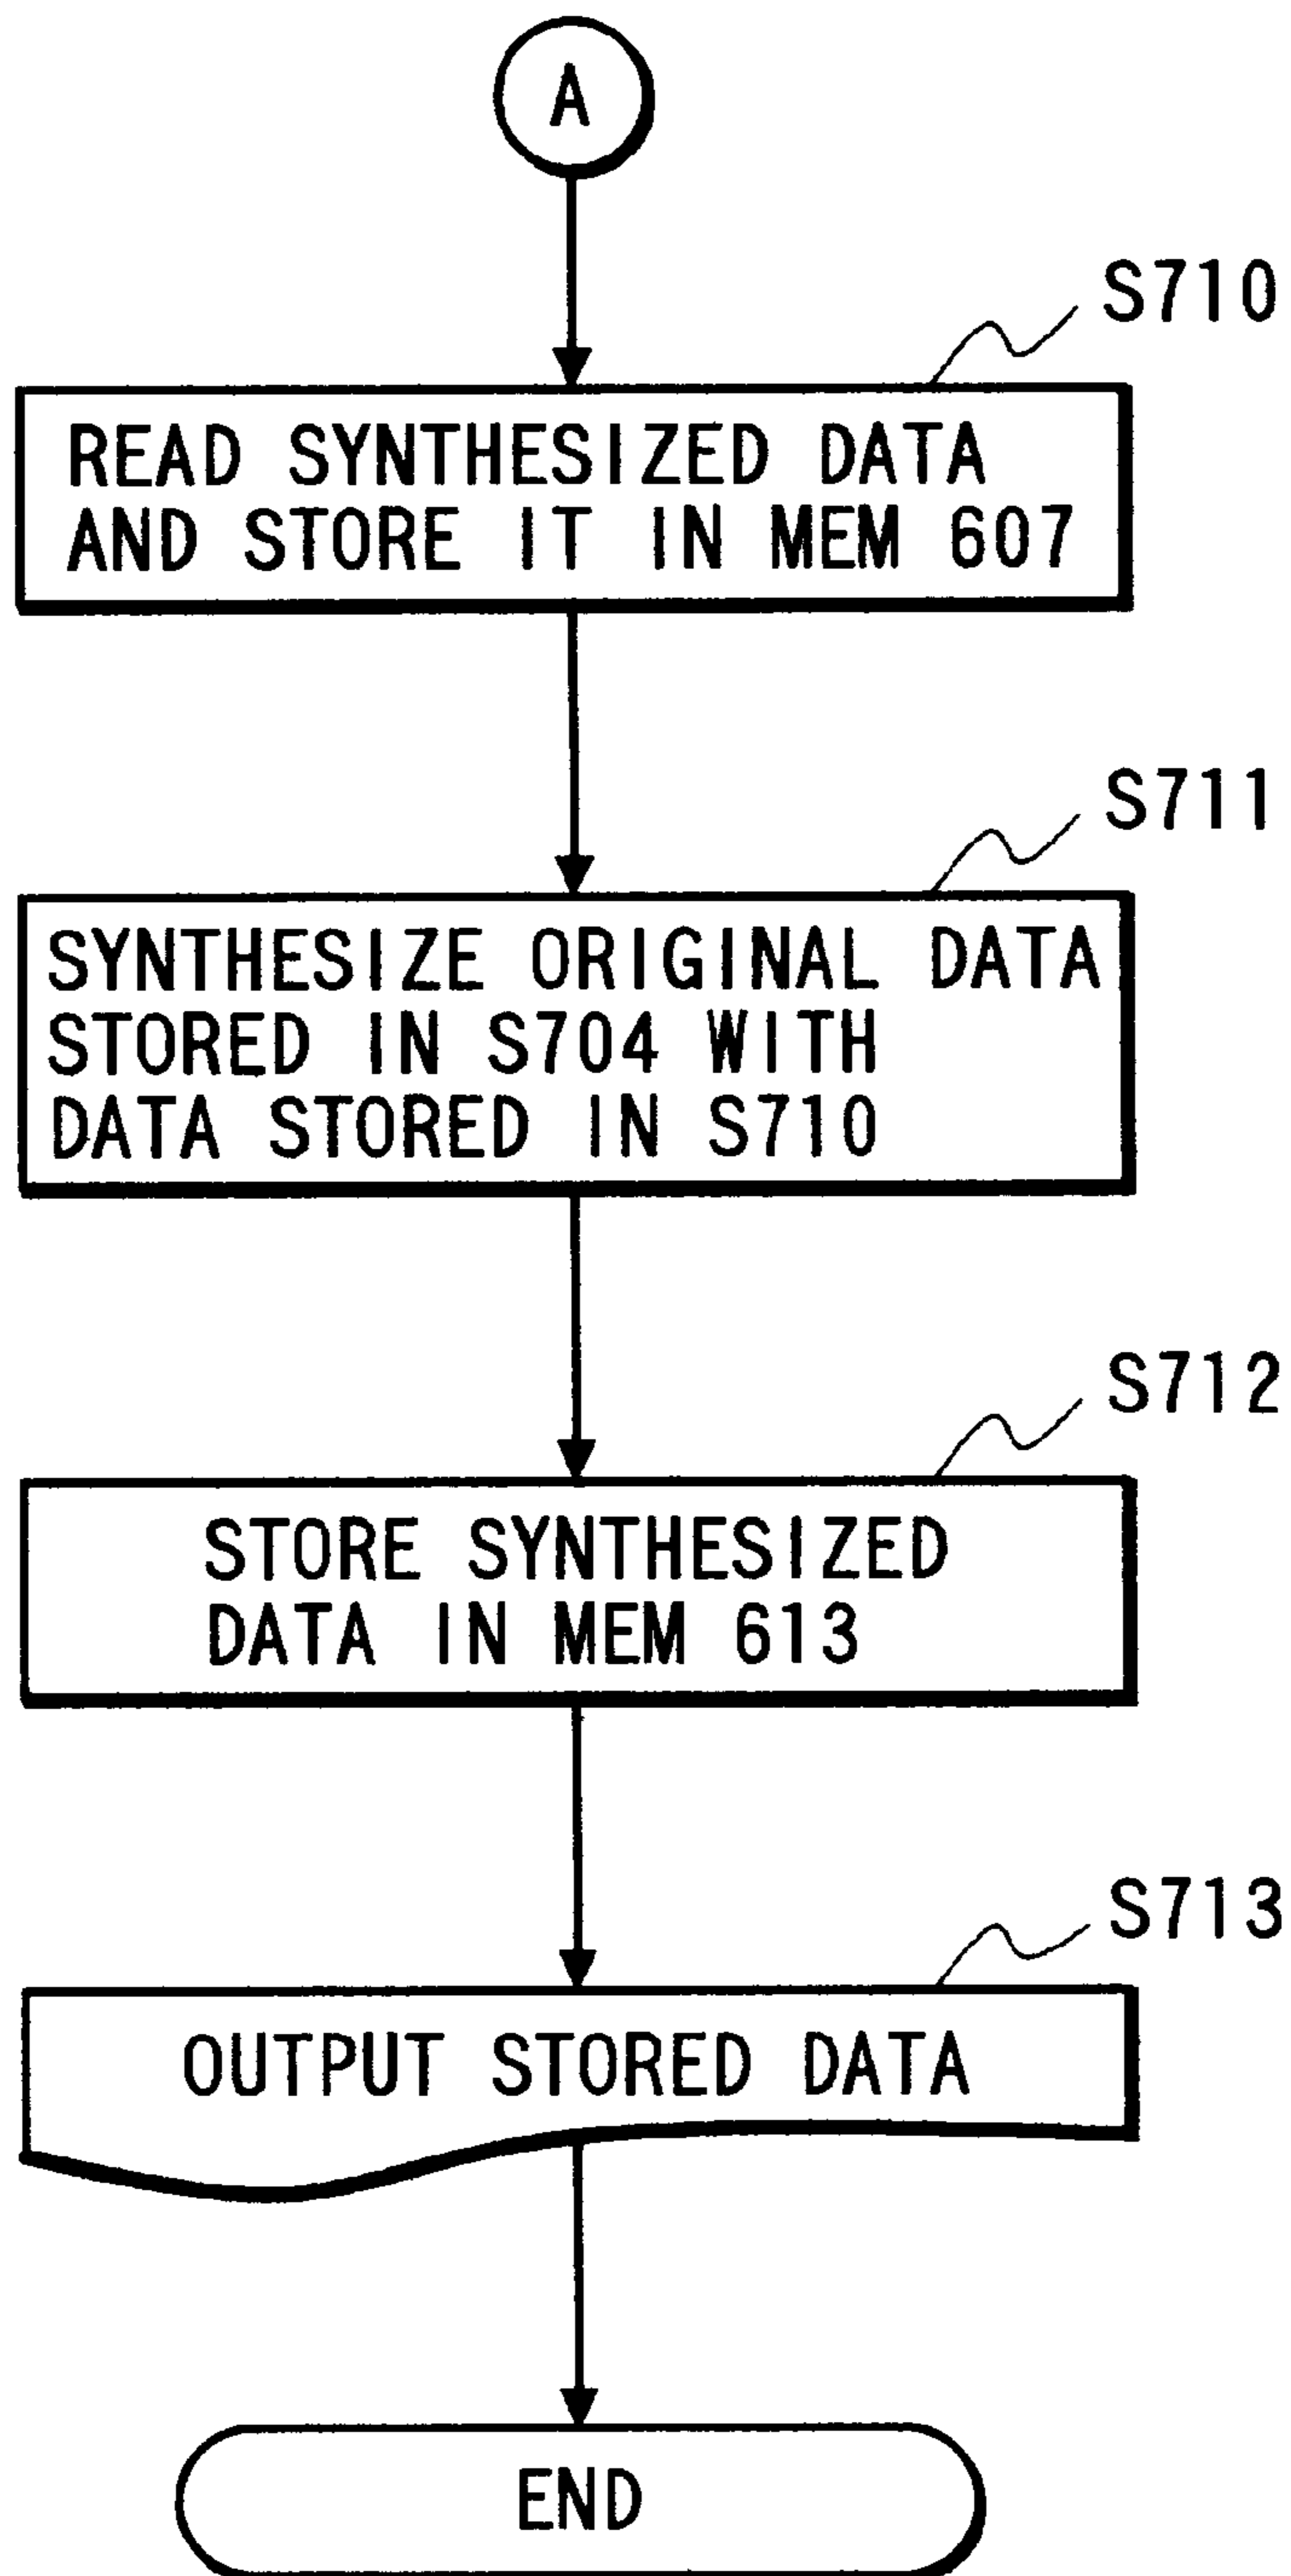 A
S710
READ SYNTHESIZED DATA
AND STORE IT IN MEM 607
S711
SYNTHESIZE ORIGINAL DATA
STORED IN S704 WITH
DATA STORED IN S710
S712
STORE SYNTHESIZED
DATA IN MEM 613
S713
OUTPUT STORED DATA
END